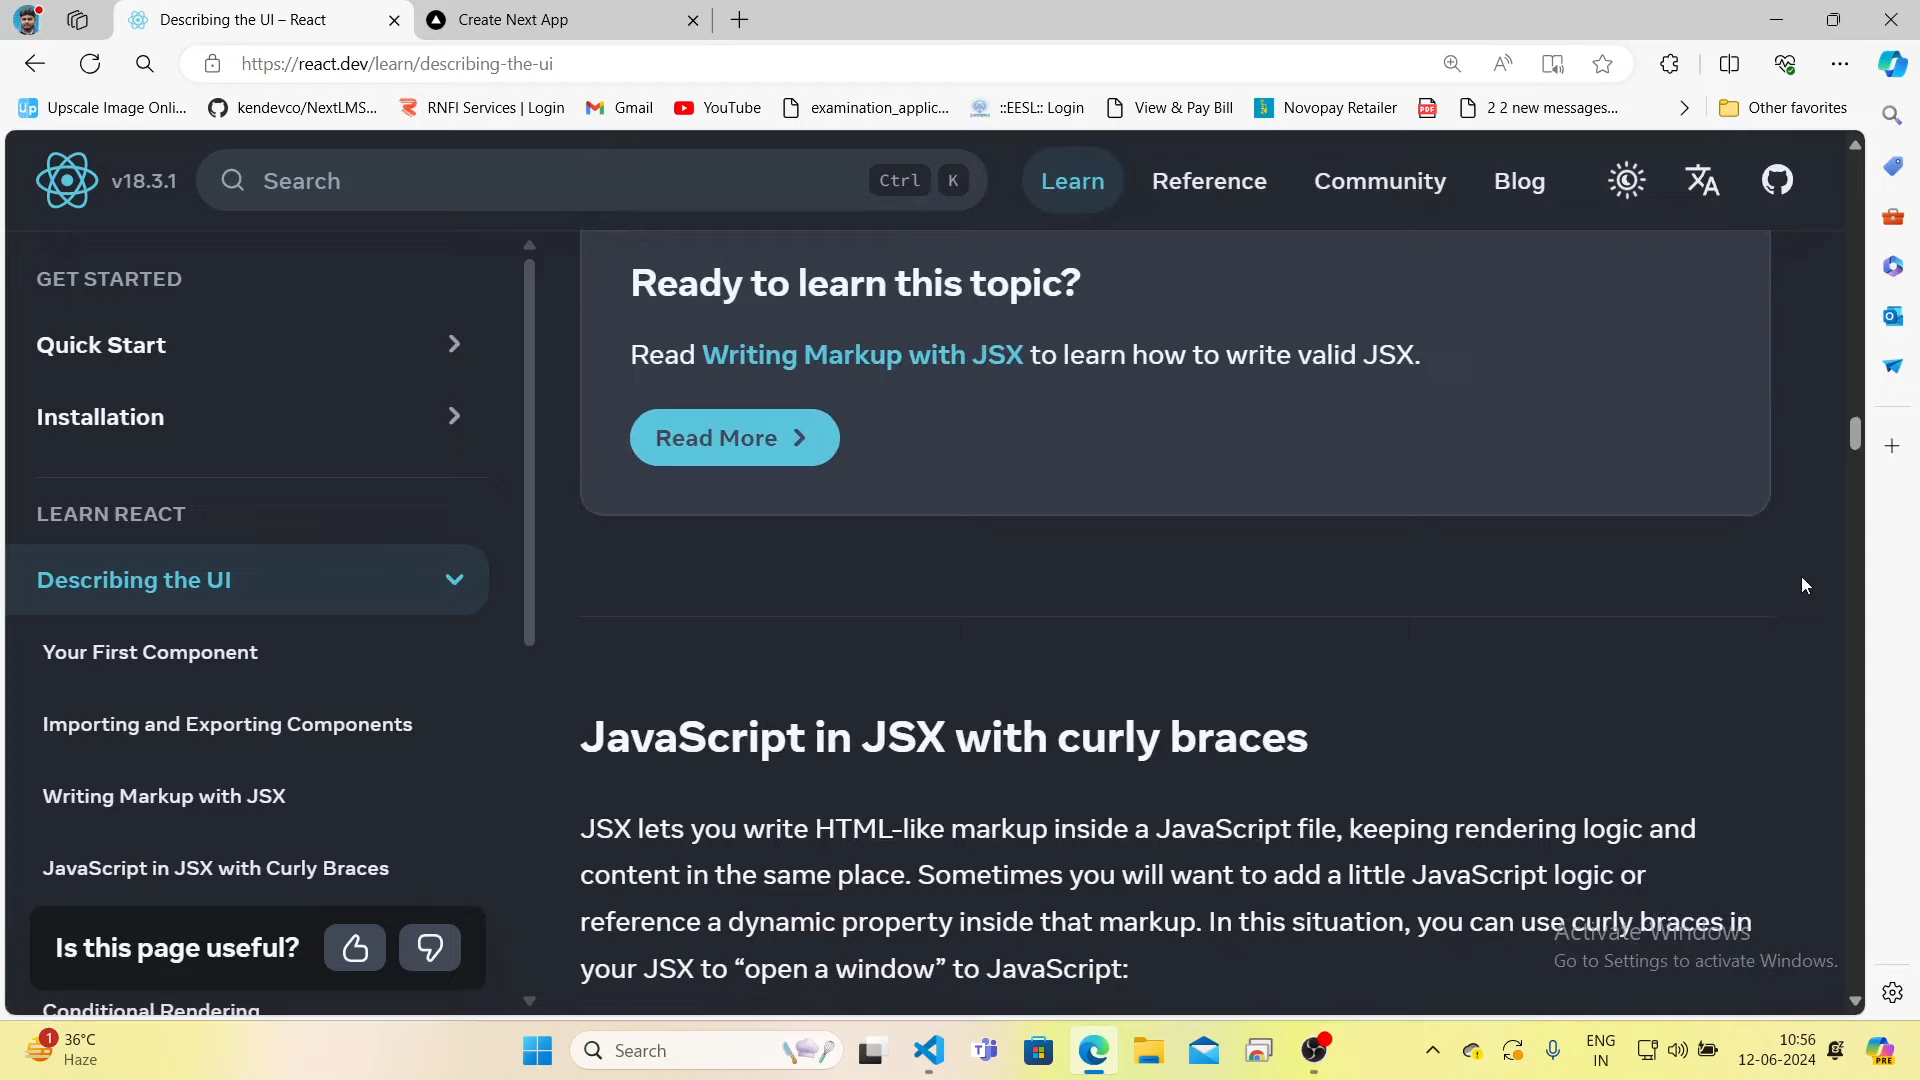 Describing the UI – React
Create Next App
https://react.dev/learn/describing-the-ui
Upscale Image Onli...
kendevco/NextLMS...
RNFI Services | Login
Gmail
YouTube
examination_applic...
::EESL:: Login
View & Pay Bill
Novopay Retailer
2 2 new messages...
Other favorites
v18.3.1
Search
Ctrl K
Learn
Reference
Community
Blog
GET STARTED
Quick Start
Installation
LEARN REACT
Describing the UI
Your First Component
Importing and Exporting Components
Writing Markup with JSX
JavaScript in JSX with Curly Braces
Is this page useful?
Conditional Rendering
Ready to learn this topic?
Read Writing Markup with JSX to learn how to write valid JSX.
Read More
JavaScript in JSX with curly braces
JSX lets you write HTML-like markup inside a JavaScript file, keeping rendering logic and
content in the same place. Sometimes you will want to add a little JavaScript logic or
reference a dynamic property inside that markup. In this situation, you can use curly braces in
your JSX to “open a window” to JavaScript:
Activate Windows
Go to Settings to activate Windows.
1
36°C
Haze
Search
ENG
IN
10:56
12-06-2024
PRE